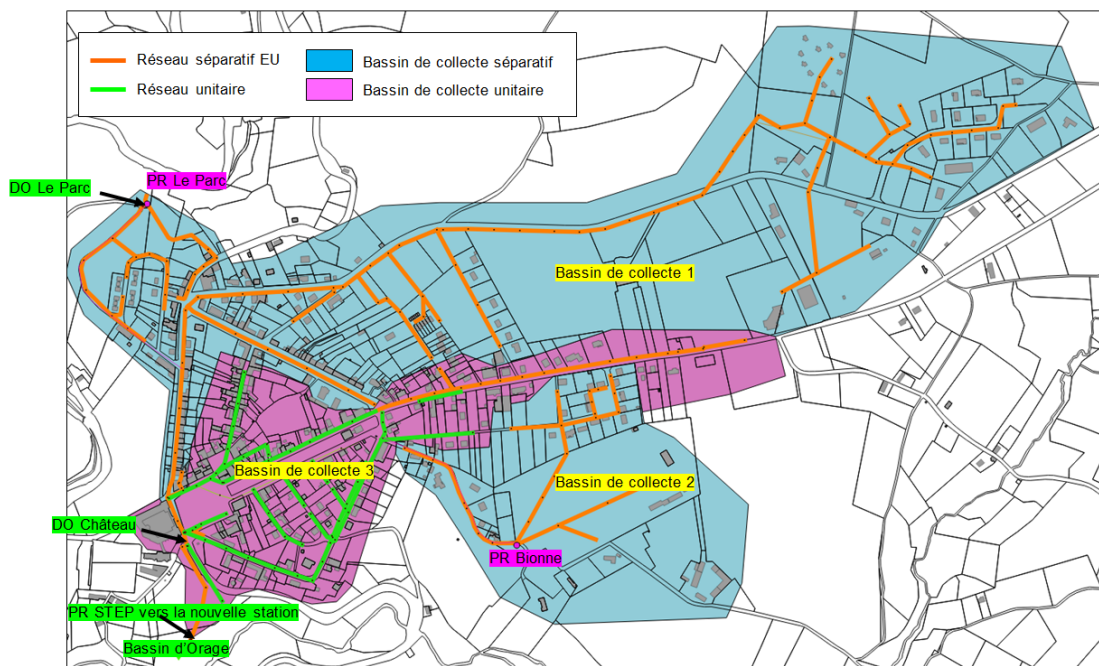 Réseau séparatif EU
Bassin de collecte séparatif
Réseau unitaire
Bassin de collecte unitaire
DO Le Parc
PR Le Parc
Bassin de collecte 1
Bassin de collecte 3
Bassin de collecte 2
DO Château
PR Bionne
PR STEP vers la nouvelle station
Bassin d'Orage